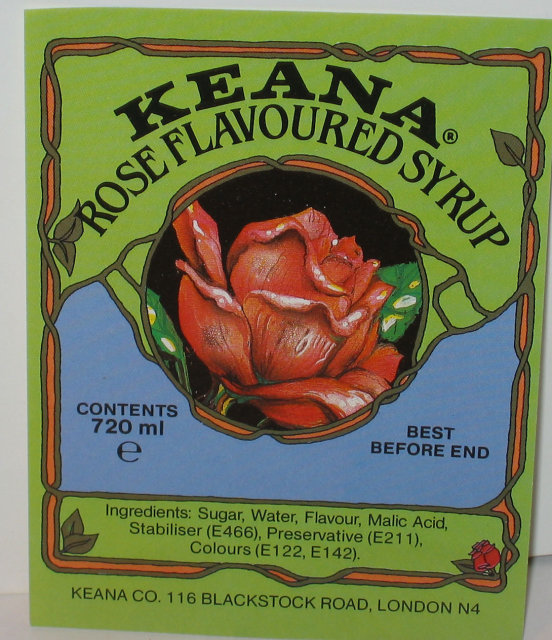 KEANA®
ROSE FLAVOURED SYRUP
CONTENTS
720 ml
℮
BEST
BEFORE END
Ingredients: Sugar, Water, Flavour, Malic Acid,
Stabiliser (E466), Preservative (E211),
Colours (E122, E142).
KEANA CO. 116 BLACKSTOCK ROAD, LONDON N4